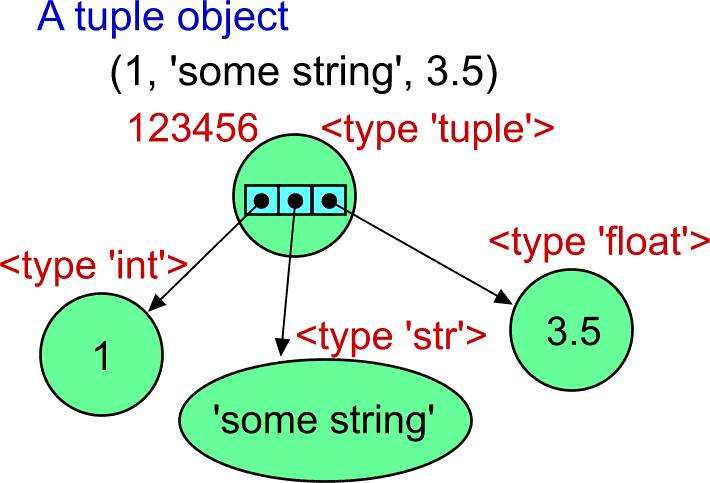 A tuple object
(1, 'some string', 3.5)
123456 <type 'tuple'>
<type 'float'>
<type 'int'>
<type 'str'>
3.5
1
'some string'